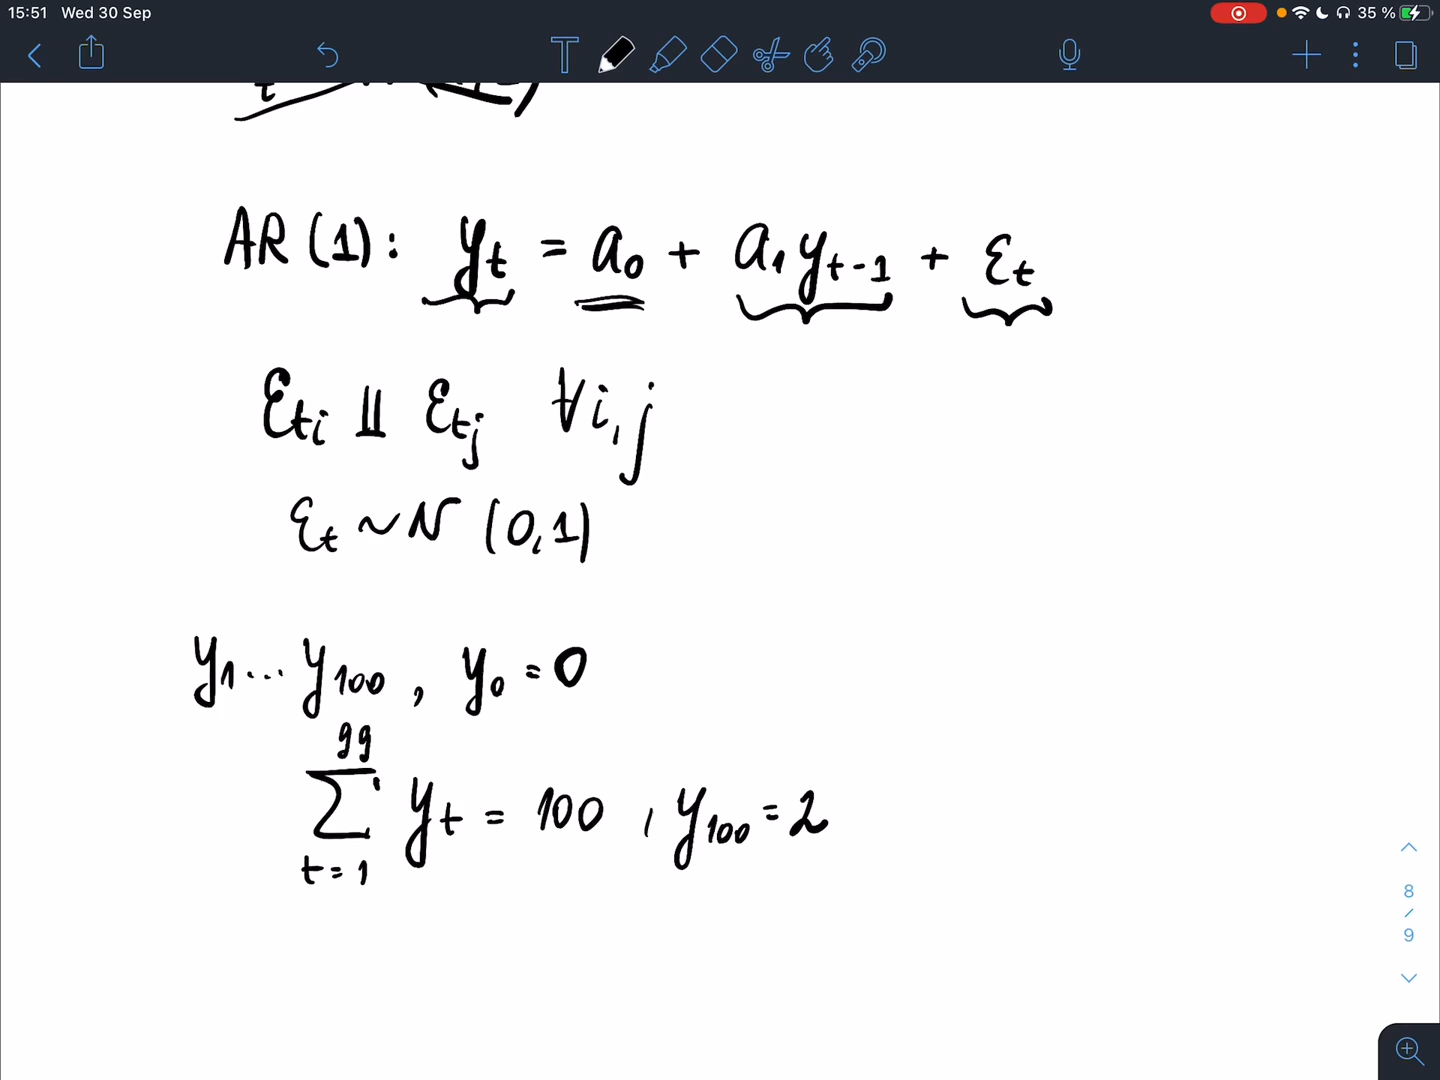 15:51 Wed 30 Sep 35 %
T
AR (1): yₜ = a₀ + a₁yₜ₋₁ + εₜ
εₜᵢ ⫫ εₜⱼ ∀i,j
εₜ ~ N (0,1)
y₁...y₁₀₀ , y₀ = 0
99
∑ yₜ = 100 , y₁₀₀ = 2
t=1
8
/
9